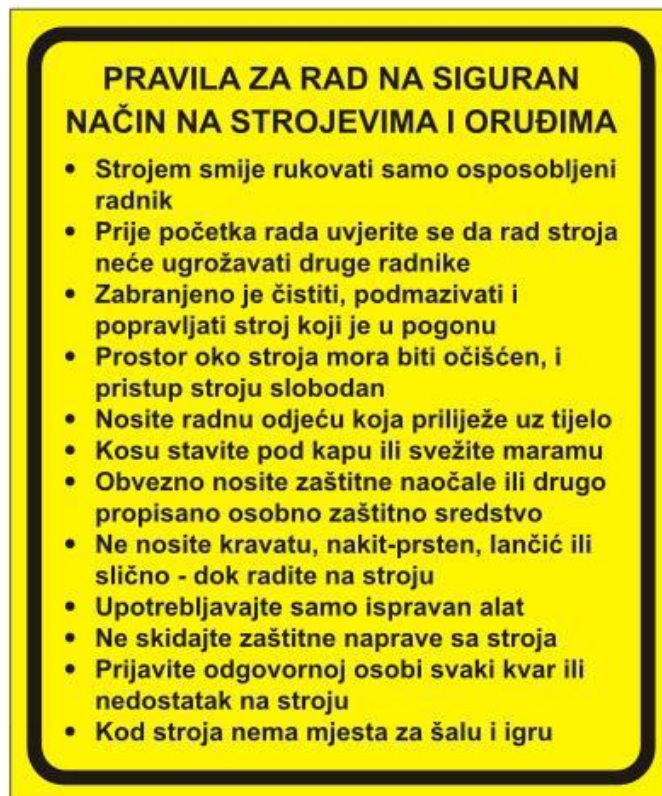 PRAVILA ZA RAD NA SIGURAN
NAČIN NA STROJEVIMA I ORUĐIMA
• Strojem smije rukovati samo osposobljeni
radnik
• Prije početka rada uvjerite se da rad stroja
neće ugrožavati druge radnike
• Zabranjeno je čistiti, podmazivati i
popravljati stroj koji je u pogonu
• Prostor oko stroja mora biti očišćen, i
pristup stroju slobodan
• Nosite radnu odjeću koja priliježe uz tijelo
• Kosu stavite pod kapu ili svežite maramu
• Obvezno nosite zaštitne naočale ili drugo
propisano osobno zaštitno sredstvo
• Ne nosite kravatu, nakit-prsten, lančić ili
slično - dok radite na stroju
• Upotrebljavajte samo ispravan alat
• Ne skidajte zaštitne naprave sa stroja
• Prijavite odgovornoj osobi svaki kvar ili
nedostatak na stroju
• Kod stroja nema mjesta za šalu i igru